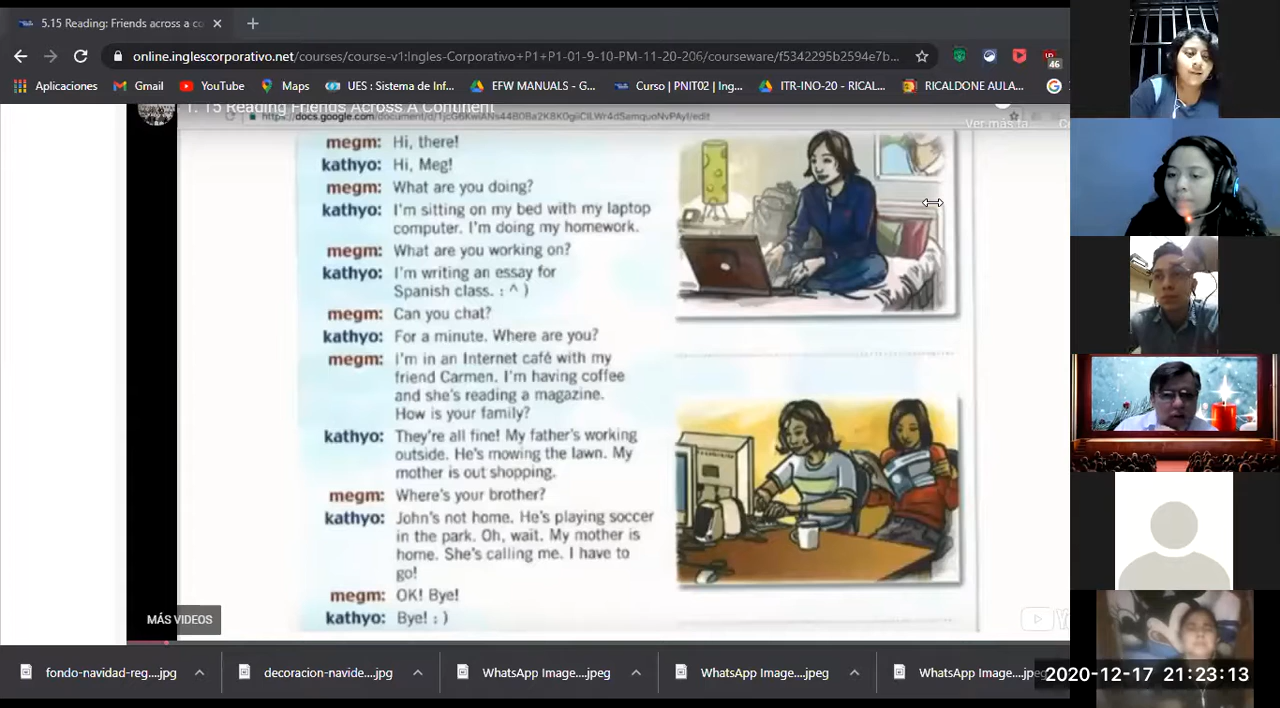 5.15 Reading: Friends across a co
online.inglescorporativo.net/courses/course-v1:Ingles-Corporativo+P1+P1-01-9-10-PM-11-20-206/courseware/f5342295b2594e7b...
46
Aplicaciones Gmail YouTube Maps UES : Sistema de Inf... EFW MANUALS - G... Curso | PNIT02 | Ing... ITR-INO-20 - RICAL... RICALDONE AULA...
1. 15 Reading Friends Across A Continent
Ver más ta
megm: Hi, there!
kathyo: Hi, Meg!
megm: What are you doing?
kathyo: I'm sitting on my bed with my laptop
computer. I'm doing my homework.
megm: What are you working on?
kathyo: I'm writing an essay for
Spanish class. : ^ )
megm: Can you chat?
kathyo: For a minute. Where are you?
megm: I'm in an Internet café with my
friend Carmen. I'm having coffee
and she's reading a magazine.
How is your family?
kathyo: They're all fine! My father's working
outside. He's mowing the lawn. My
mother is out shopping.
megm: Where's your brother?
kathyo: John's not home. He's playing soccer
in the park. Oh, wait. My mother is
home. She's calling me. I have to
go!
megm: OK! Bye!
kathyo: Bye! : )
MÁS VIDEOS
fondo-navidad-reg....jpg decoracion-navide....jpg WhatsApp Image....jpeg WhatsApp Image....jpeg WhatsApp Image....jpe
2020-12-17 21:23:13